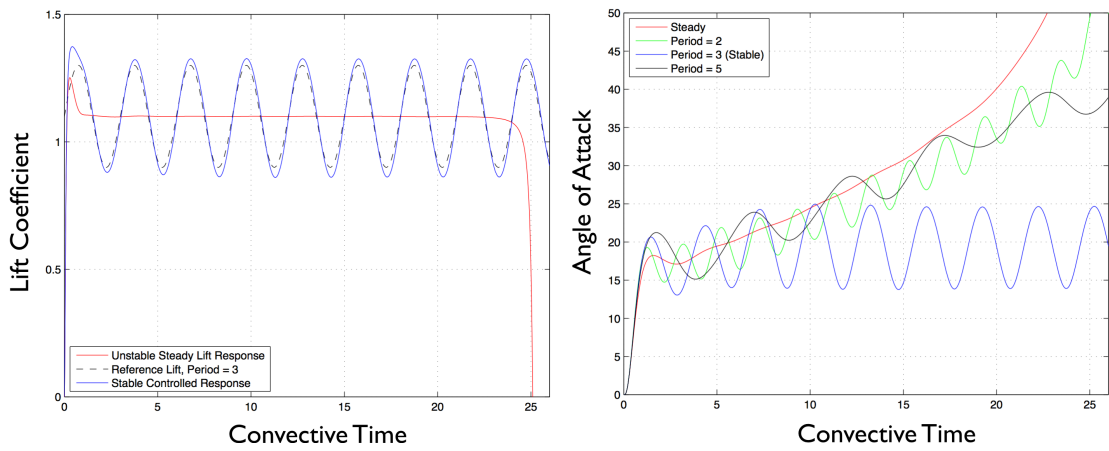 1.5
1
0.5
0
Lift Coefficient
Unstable Steady Lift Response
Reference Lift, Period = 3
Stable Controlled Response
0 5 10 15 20 25
Convective Time
50
45
40
35
30
25
20
15
10
5
0
Angle of Attack
Steady
Period = 2
Period = 3 (Stable)
Period = 5
0 5 10 15 20 25
Convective Time